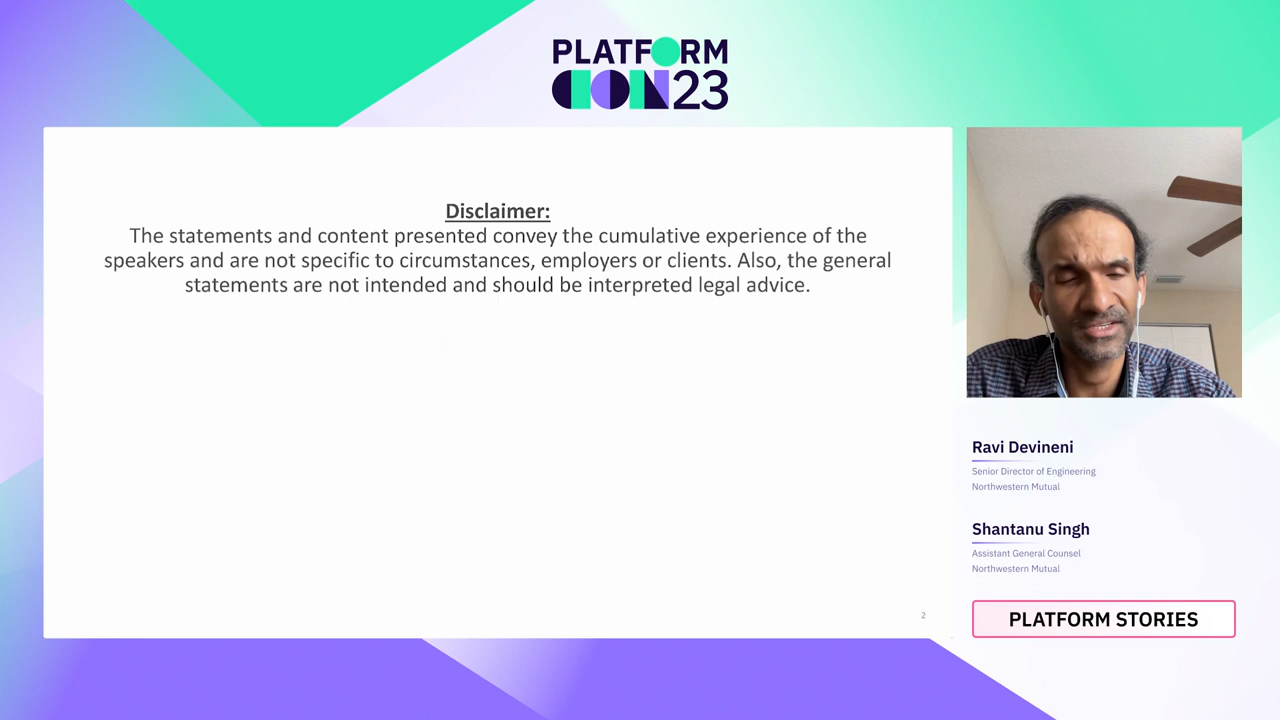 PLATFORM
CON23
Disclaimer:
The statements and content presented convey the cumulative experience of the
speakers and are not specific to circumstances, employers or clients. Also, the general
statements are not intended and should be interpreted legal advice.
2
Ravi Devineni
Senior Director of Engineering
Northwestern Mutual
Shantanu Singh
Assistant General Counsel
Northwestern Mutual
PLATFORM STORIES